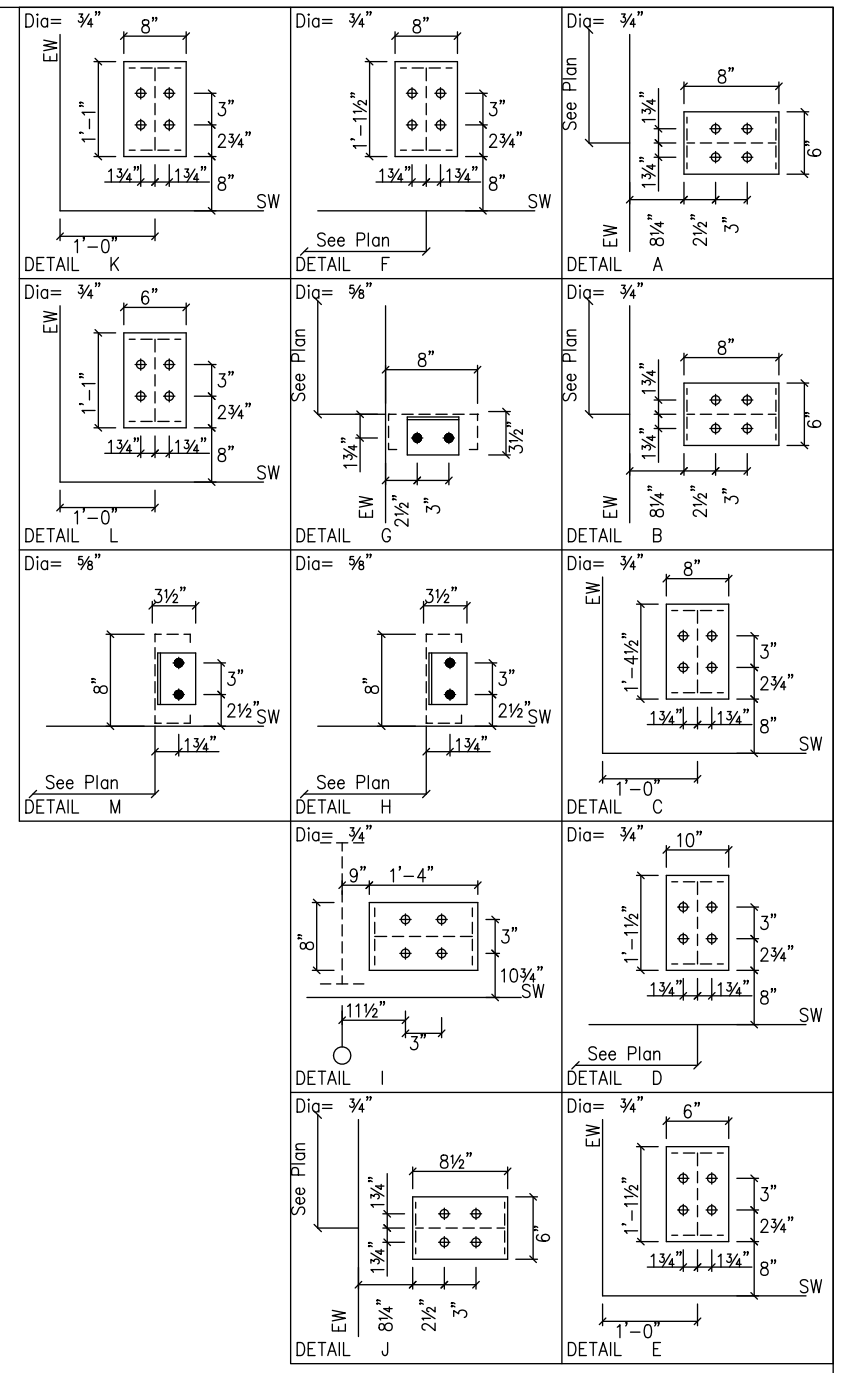 Dia= ¾"
8"
EW
1'-1"
3"
2¾"
1¾" 1¾"
8"
SW
1'-0"
DETAIL K
Dia= ¾"
8"
1'-1½"
3"
2¾"
1¾" 1¾"
8"
SW
See Plan
DETAIL F
Dia= ¾"
See Plan
8"
1¾"
1¾"
6"
EW
8¼"
2½"
3"
DETAIL A
Dia= ¾"
6"
EW
1'-1"
3"
2¾"
1¾" 1¾"
8"
SW
1'-0"
DETAIL L
Dia= ⅝"
See Plan
8"
1¾"
3½"
EW
2½"
3"
DETAIL G
Dia= ¾"
See Plan
8"
1¾"
1¾"
6"
EW
8¼"
2½"
3"
DETAIL B
Dia= ⅝"
3½"
8"
3"
2½"
SW
1¾"
See Plan
DETAIL M
Dia= ⅝"
3½"
8"
3"
2½"
SW
1¾"
See Plan
DETAIL H
Dia= ¾"
8"
EW
1'-4½"
3"
2¾"
1¾" 1¾"
8"
SW
1'-0"
DETAIL C
Dia= ¾"
9" 1'-4"
8"
3"
10¾"
SW
11½"
3"
DETAIL I
Dia= ¾"
10"
1'-1½"
3"
2¾"
1¾" 1¾"
8"
SW
See Plan
DETAIL D
Dia= ¾"
See Plan
8½"
1¾"
1¾"
6"
EW
8¼"
2½"
3"
DETAIL J
Dia= ¾"
6"
EW
1'-1½"
3"
2¾"
1¾" 1¾"
8"
SW
1'-0"
DETAIL E